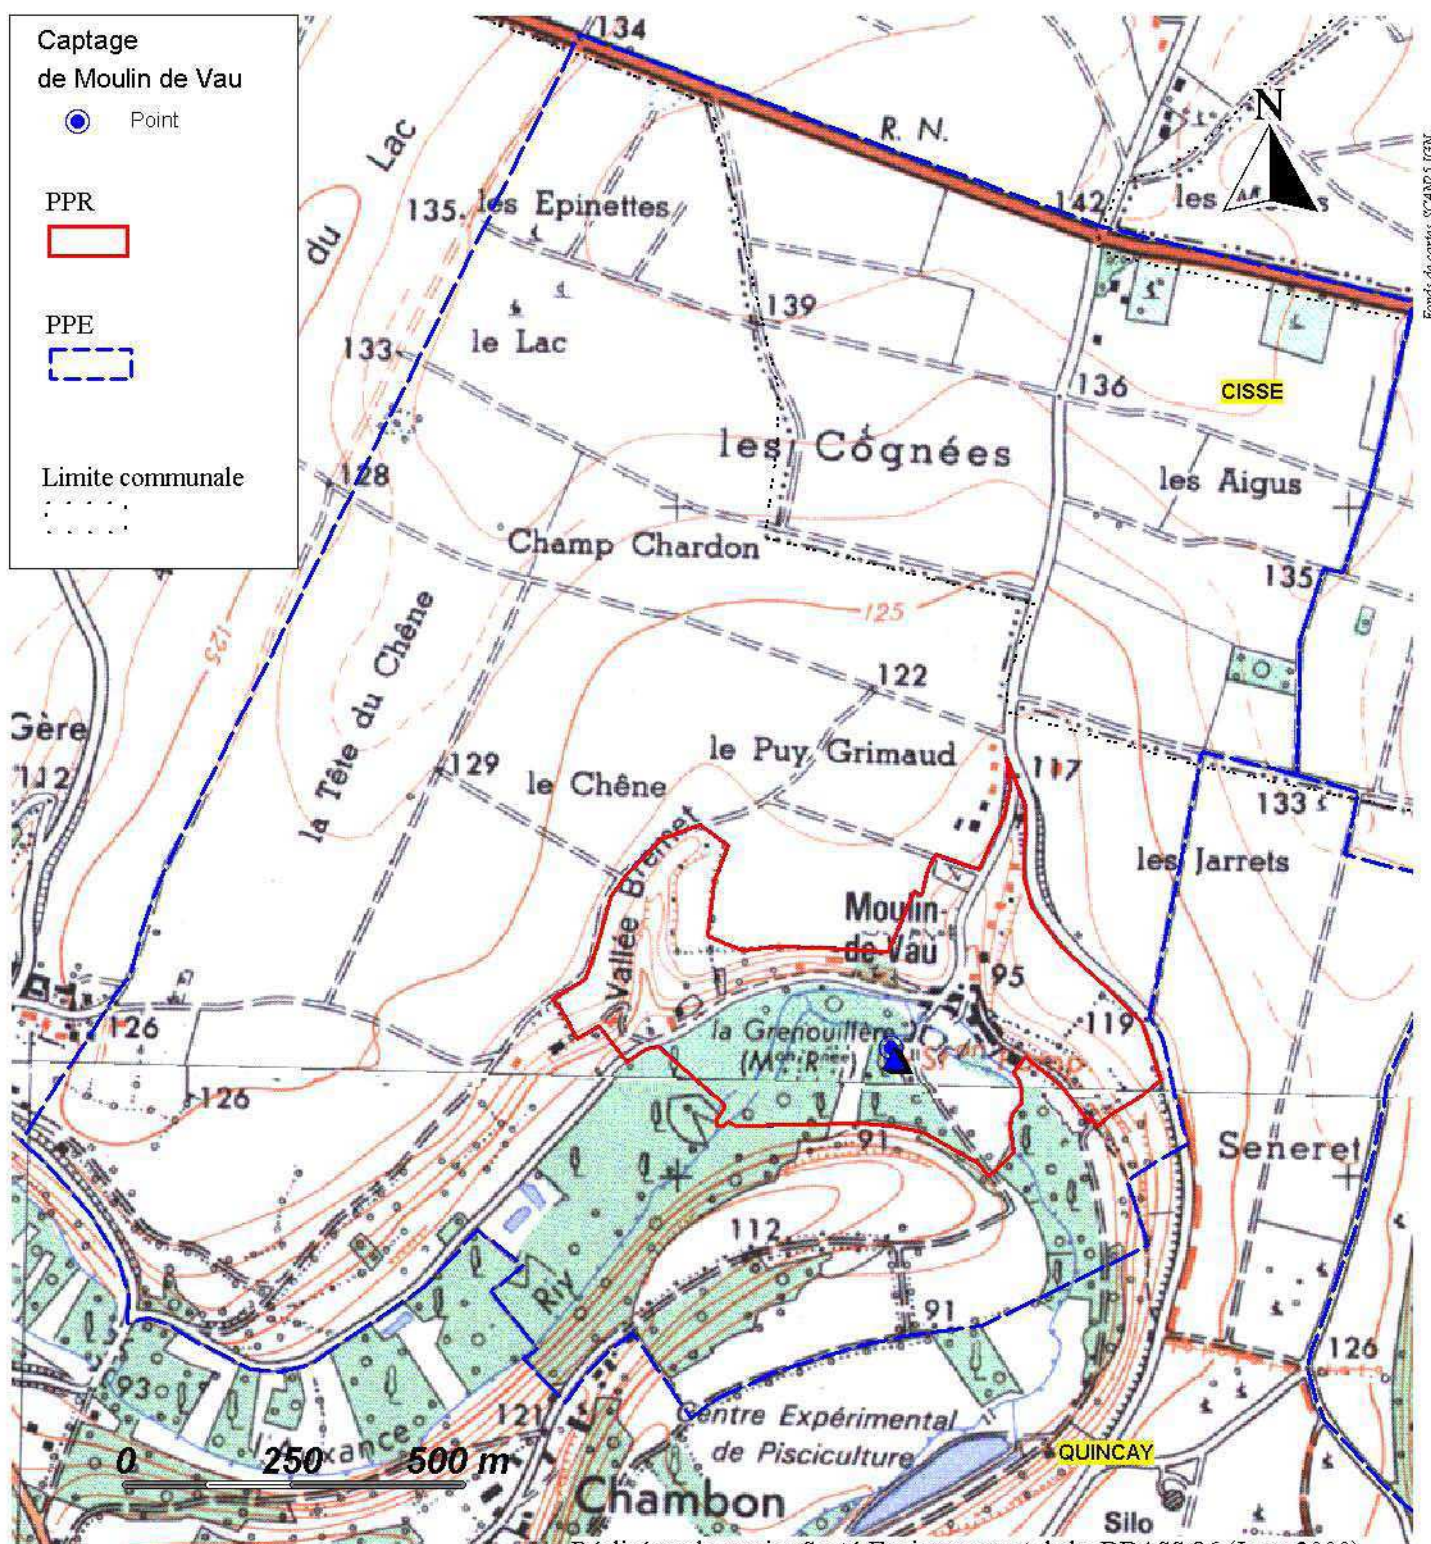 Captage
de Moulin de Vau
Point
PPR
PPE
Limite communale
N
134
R. N.
Lac
du
135.
les Epinettes
142
les
139
le Lac
133
136
CISSE
les Cognées
les Aigus
128
Champ Chardon
135
125
125
la Tête du Chêne
122
Gère
112
129
le Chêne
le Puy Grimaud
117
133
les Jarrets
Vallée Bremet
Moulin
de Vau
95
119
la Grenouillère
126
126
91
Seneret
112
Riy
91
126
93
121
Centre Expérimental
de Pisciculture
QUINCAY
0 250 500 m
Chambon
Silo